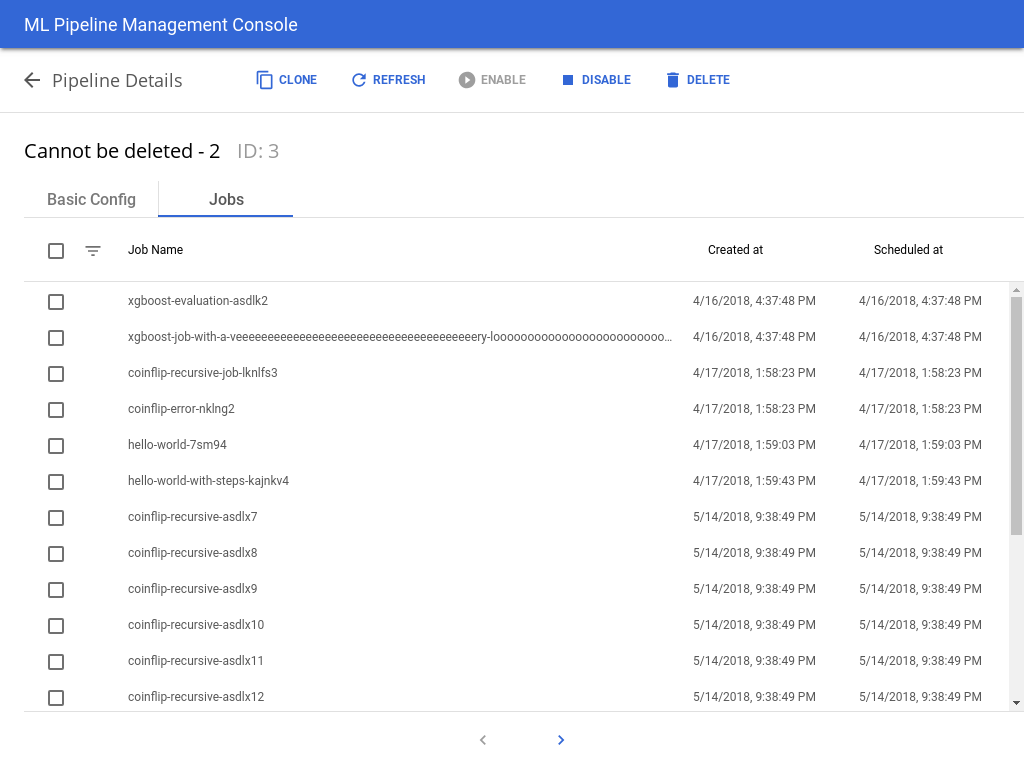 ML Pipeline Management Console
Pipeline Details CLONE REFRESH ENABLE DISABLE DELETE
Cannot be deleted - 2 ID: 3
Basic Config Jobs
Job Name Created at Scheduled at
xgboost-evaluation-asdlk2 4/16/2018, 4:37:48 PM 4/16/2018, 4:37:48 PM
xgboost-job-with-a-veeeeeeeeeeeeeeeeeeeeeeeeeeeeeeeeeeeeeery-looooooooooooooooooooooooo… 4/16/2018, 4:37:48 PM 4/16/2018, 4:37:48 PM
coinflip-recursive-job-lknlfs3 4/17/2018, 1:58:23 PM 4/17/2018, 1:58:23 PM
coinflip-error-nklng2 4/17/2018, 1:58:23 PM 4/17/2018, 1:58:23 PM
hello-world-7sm94 4/17/2018, 1:59:03 PM 4/17/2018, 1:59:03 PM
hello-world-with-steps-kajnkv4 4/17/2018, 1:59:43 PM 4/17/2018, 1:59:43 PM
coinflip-recursive-asdlx7 5/14/2018, 9:38:49 PM 5/14/2018, 9:38:49 PM
coinflip-recursive-asdlx8 5/14/2018, 9:38:49 PM 5/14/2018, 9:38:49 PM
coinflip-recursive-asdlx9 5/14/2018, 9:38:49 PM 5/14/2018, 9:38:49 PM
coinflip-recursive-asdlx10 5/14/2018, 9:38:49 PM 5/14/2018, 9:38:49 PM
coinflip-recursive-asdlx11 5/14/2018, 9:38:49 PM 5/14/2018, 9:38:49 PM
coinflip-recursive-asdlx12 5/14/2018, 9:38:49 PM 5/14/2018, 9:38:49 PM